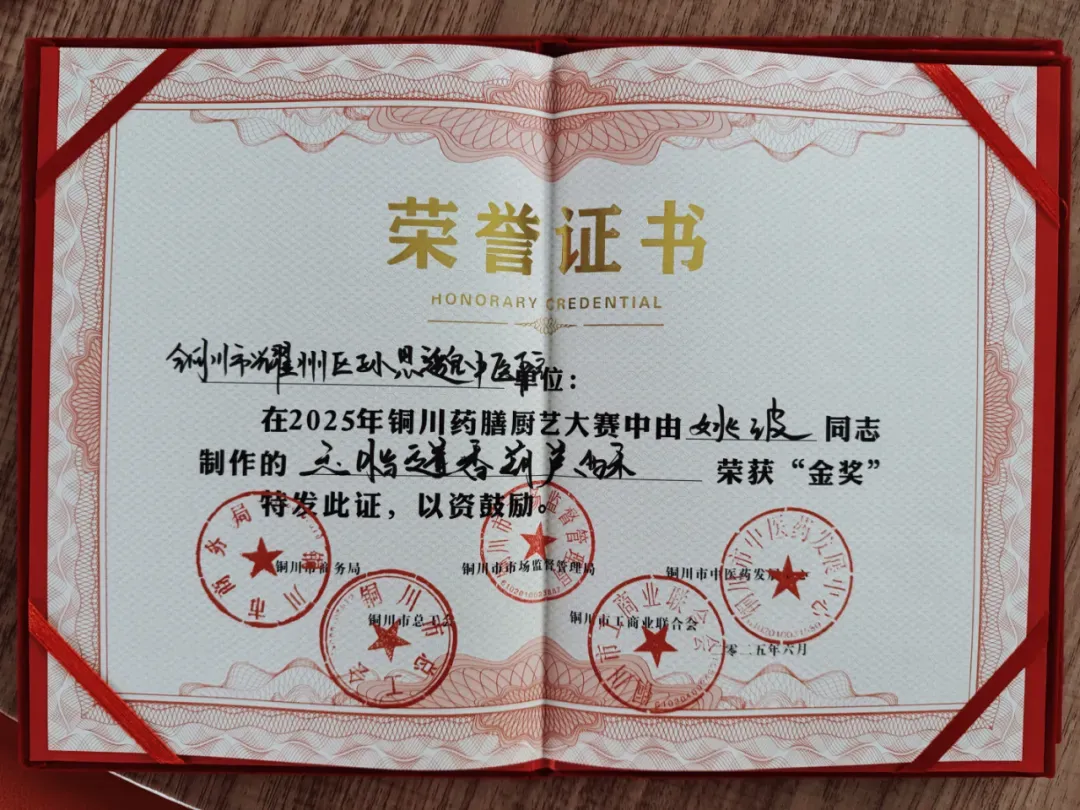 荣誉证书
HONORARY CREDENTIAL
铜川市耀州区孙思邈中医院 单位：
在2025年铜川药膳厨艺大赛中由 姚波 同志
制作的 香葫芦 荣获“金奖”
特发此证，以资鼓励。
铜川市商务局 铜川市市场监督管理局 铜川市中医药发展中心
铜川市总工会 铜川市工商业联合会
二零二五年六月